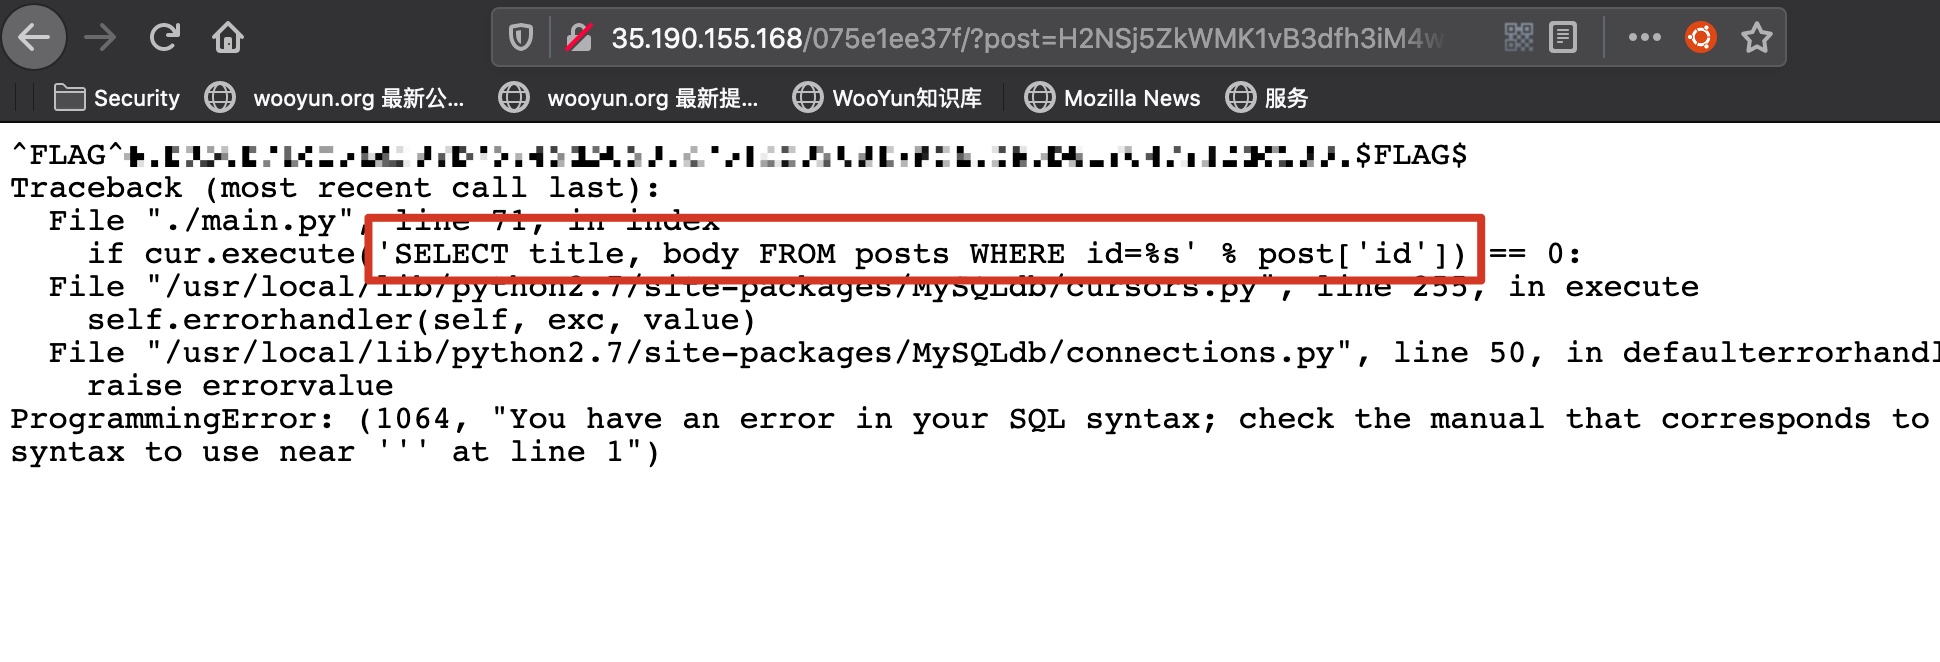 35.190.155.168/075e1ee37f/?post=H2NSj5ZkWMK1vB3dfh3iM4w
Security wooyun.org 最新公... wooyun.org 最新提... WooYun知识库 Mozilla News 服务
^FLAG^ $FLAG$
Traceback (most recent call last):
File "./main.py", line 71, in index
if cur.execute('SELECT title, body FROM posts WHERE id=%s' % post['id']) == 0:
File "/usr/local/lib/python2.7/site-packages/MySQLdb/cursors.py", line 255, in execute
self.errorhandler(self, exc, value)
File "/usr/local/lib/python2.7/site-packages/MySQLdb/connections.py", line 50, in defaulterrorhandl
raise errorvalue
ProgrammingError: (1064, "You have an error in your SQL syntax; check the manual that corresponds to
syntax to use near ''' at line 1")